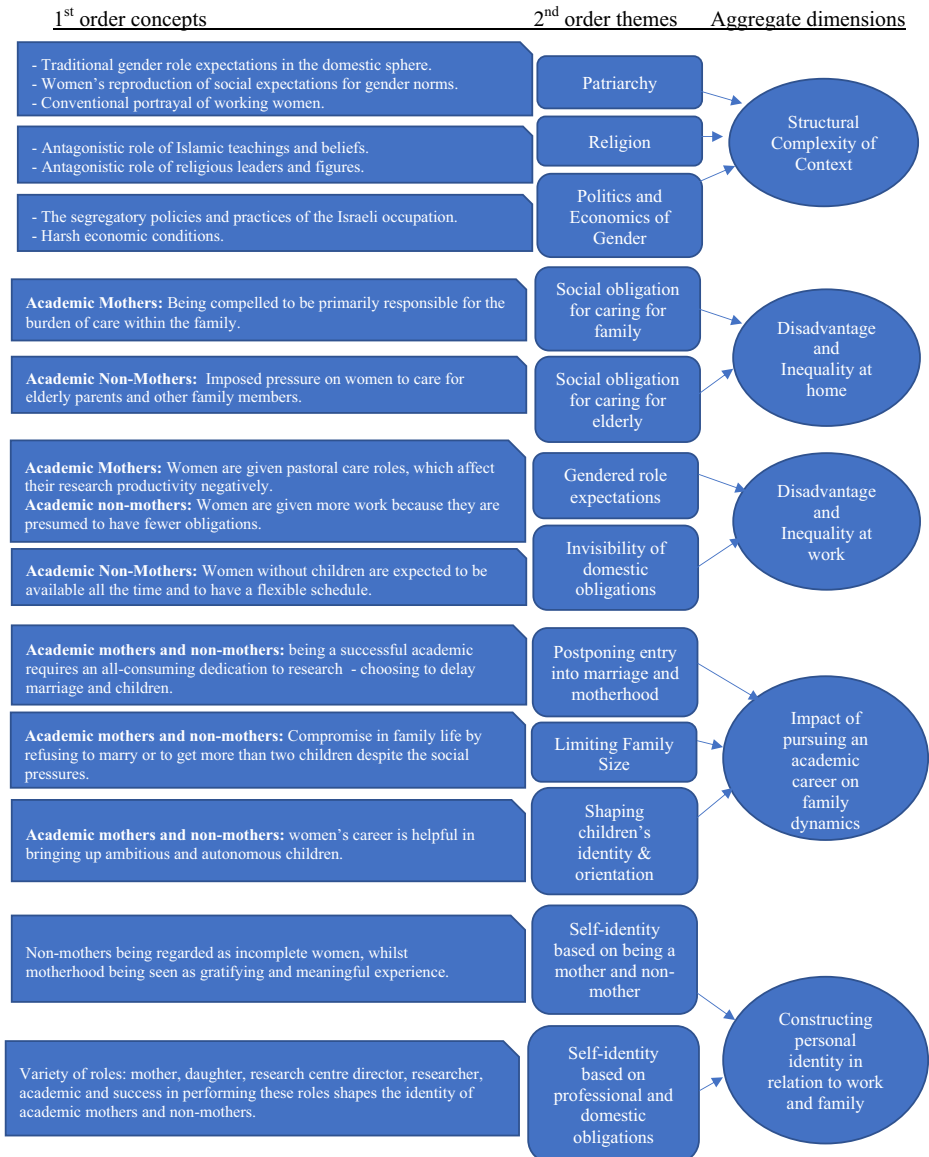 1st order concepts
2nd order themes
Aggregate dimensions
- Traditional gender role expectations in the domestic sphere.
- Women's reproduction of social expectations for gender norms.
- Conventional portrayal of working women.
Patriarchy
- Antagonistic role of Islamic teachings and beliefs.
- Antagonistic role of religious leaders and figures.
Religion
- The segregatory policies and practices of the Israeli occupation.
- Harsh economic conditions.
Politics and
Economics of
Gender
Structural
Complexity of
Context
Academic Mothers: Being compelled to be primarily responsible for the
burden of care within the family.
Social obligation
for caring for
family
Academic Non-Mothers:  Imposed pressure on women to care for
elderly parents and other family members.
Social obligation
for caring for
elderly
Disadvantage
and
Inequality at
home
Academic Mothers: Women are given pastoral care roles, which affect
their research productivity negatively.
Academic non-mothers: Women are given more work because they are
presumed to have fewer obligations.
Gendered role
expectations
Academic Non-Mothers: Women without children are expected to be
available all the time and to have a flexible schedule.
Invisibility of
domestic
obligations
Disadvantage
and
Inequality at
work
Academic mothers and non-mothers: being a successful academic
requires an all-consuming dedication to research  - choosing to delay
marriage and children.
Postponing entry
into marriage and
motherhood
Academic mothers and non-mothers: Compromise in family life by
refusing to marry or to get more than two children despite the social
pressures.
Limiting Family
Size
Academic mothers and non-mothers: women's career is helpful in
bringing up ambitious and autonomous children.
Shaping
children's
identity &
orientation
Impact of
pursuing an
academic
career on
family
dynamics
Non-mothers being regarded as incomplete women, whilst
motherhood being seen as gratifying and meaningful experience.
Self-identity
based on being a
mother and non-
mother
Variety of roles: mother, daughter, research centre director, researcher,
academic and success in performing these roles shapes the identity of
academic mothers and non-mothers.
Self-identity
based on
professional and
domestic
obligations
Constructing
personal
identity in
relation to work
and family